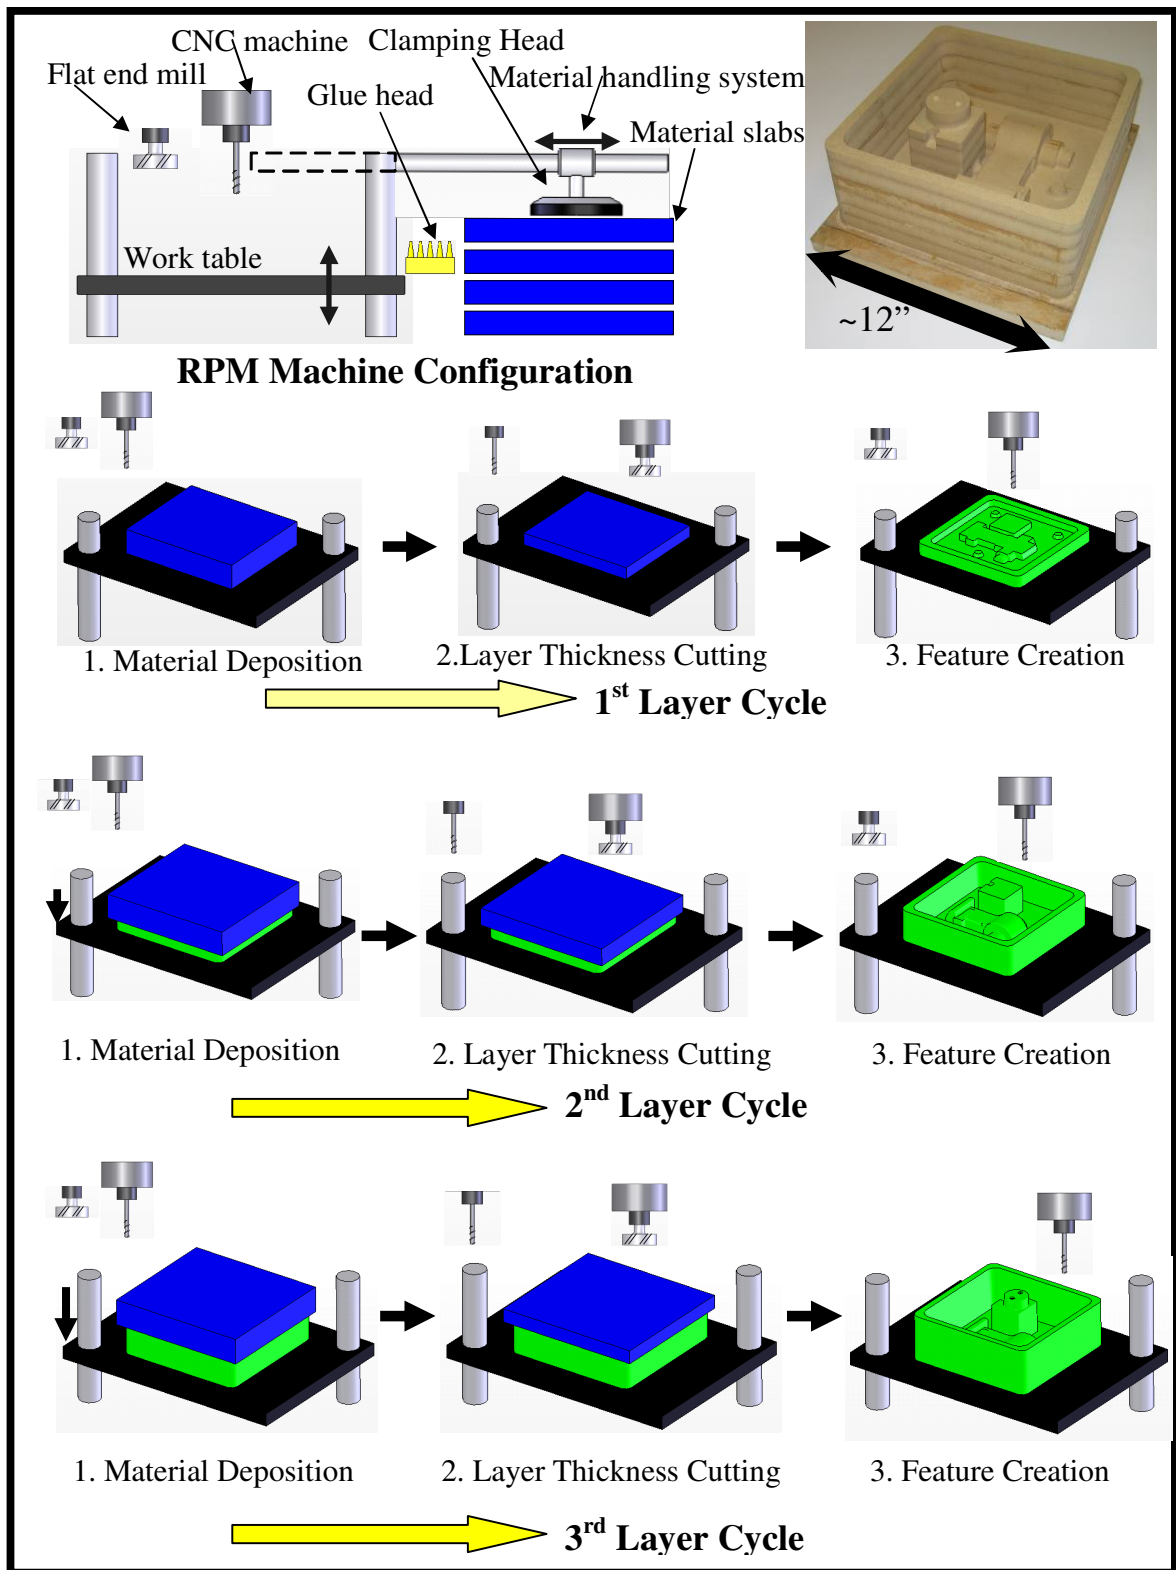 CNC machine
Clamping Head
Flat end mill
Glue head
Material handling system
Material slabs
Work table
~12”
RPM Machine Configuration
1. Material Deposition
2.Layer Thickness Cutting
3. Feature Creation
1st Layer Cycle
1. Material Deposition
2. Layer Thickness Cutting
3. Feature Creation
2nd Layer Cycle
1. Material Deposition
2. Layer Thickness Cutting
3. Feature Creation
3rd Layer Cycle